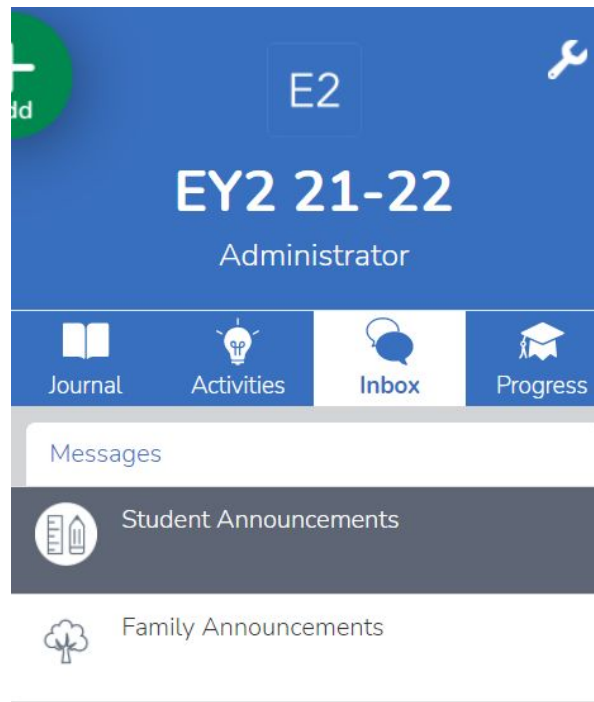 dd
E2
EY2 21-22
Administrator
Journal Activities Inbox Progress
Messages
Student Announcements
Family Announcements